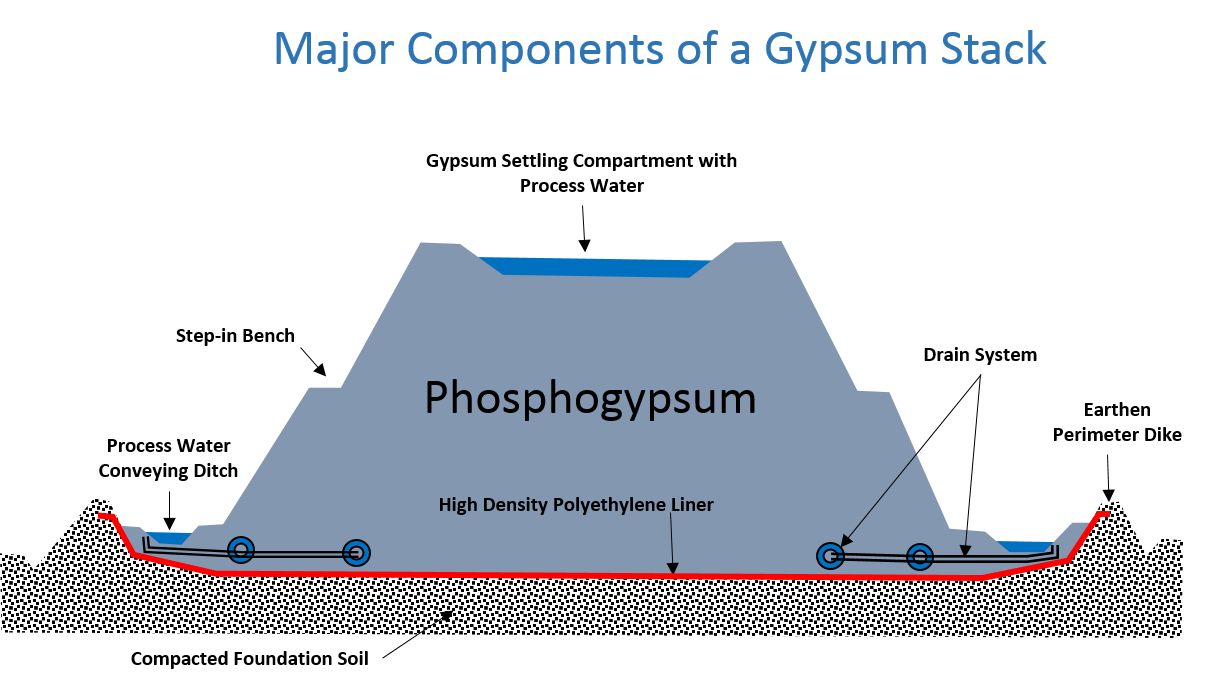 Major Components of a Gypsum Stack
Gypsum Settling Compartment with
Process Water
Step-in Bench
Drain System
Phosphogypsum
Earthen
Perimeter Dike
Process Water
Conveying Ditch
High Density Polyethylene Liner
Compacted Foundation Soil